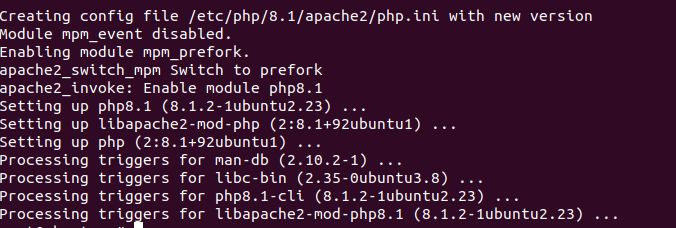 Creating config file /etc/php/8.1/apache2/php.ini with new version
Module mpm_event disabled.
Enabling module mpm_prefork.
apache2_switch_mpm Switch to prefork
apache2_invoke: Enable module php8.1
Setting up php8.1 (8.1.2-1ubuntu2.23) ...
Setting up libapache2-mod-php (2:8.1+92ubuntu1) ...
Setting up php (2:8.1+92ubuntu1) ...
Processing triggers for man-db (2.10.2-1) ...
Processing triggers for libc-bin (2.35-0ubuntu3.8) ...
Processing triggers for php8.1-cli (8.1.2-1ubuntu2.23) ...
Processing triggers for libapache2-mod-php8.1 (8.1.2-1ubuntu2.23) ...